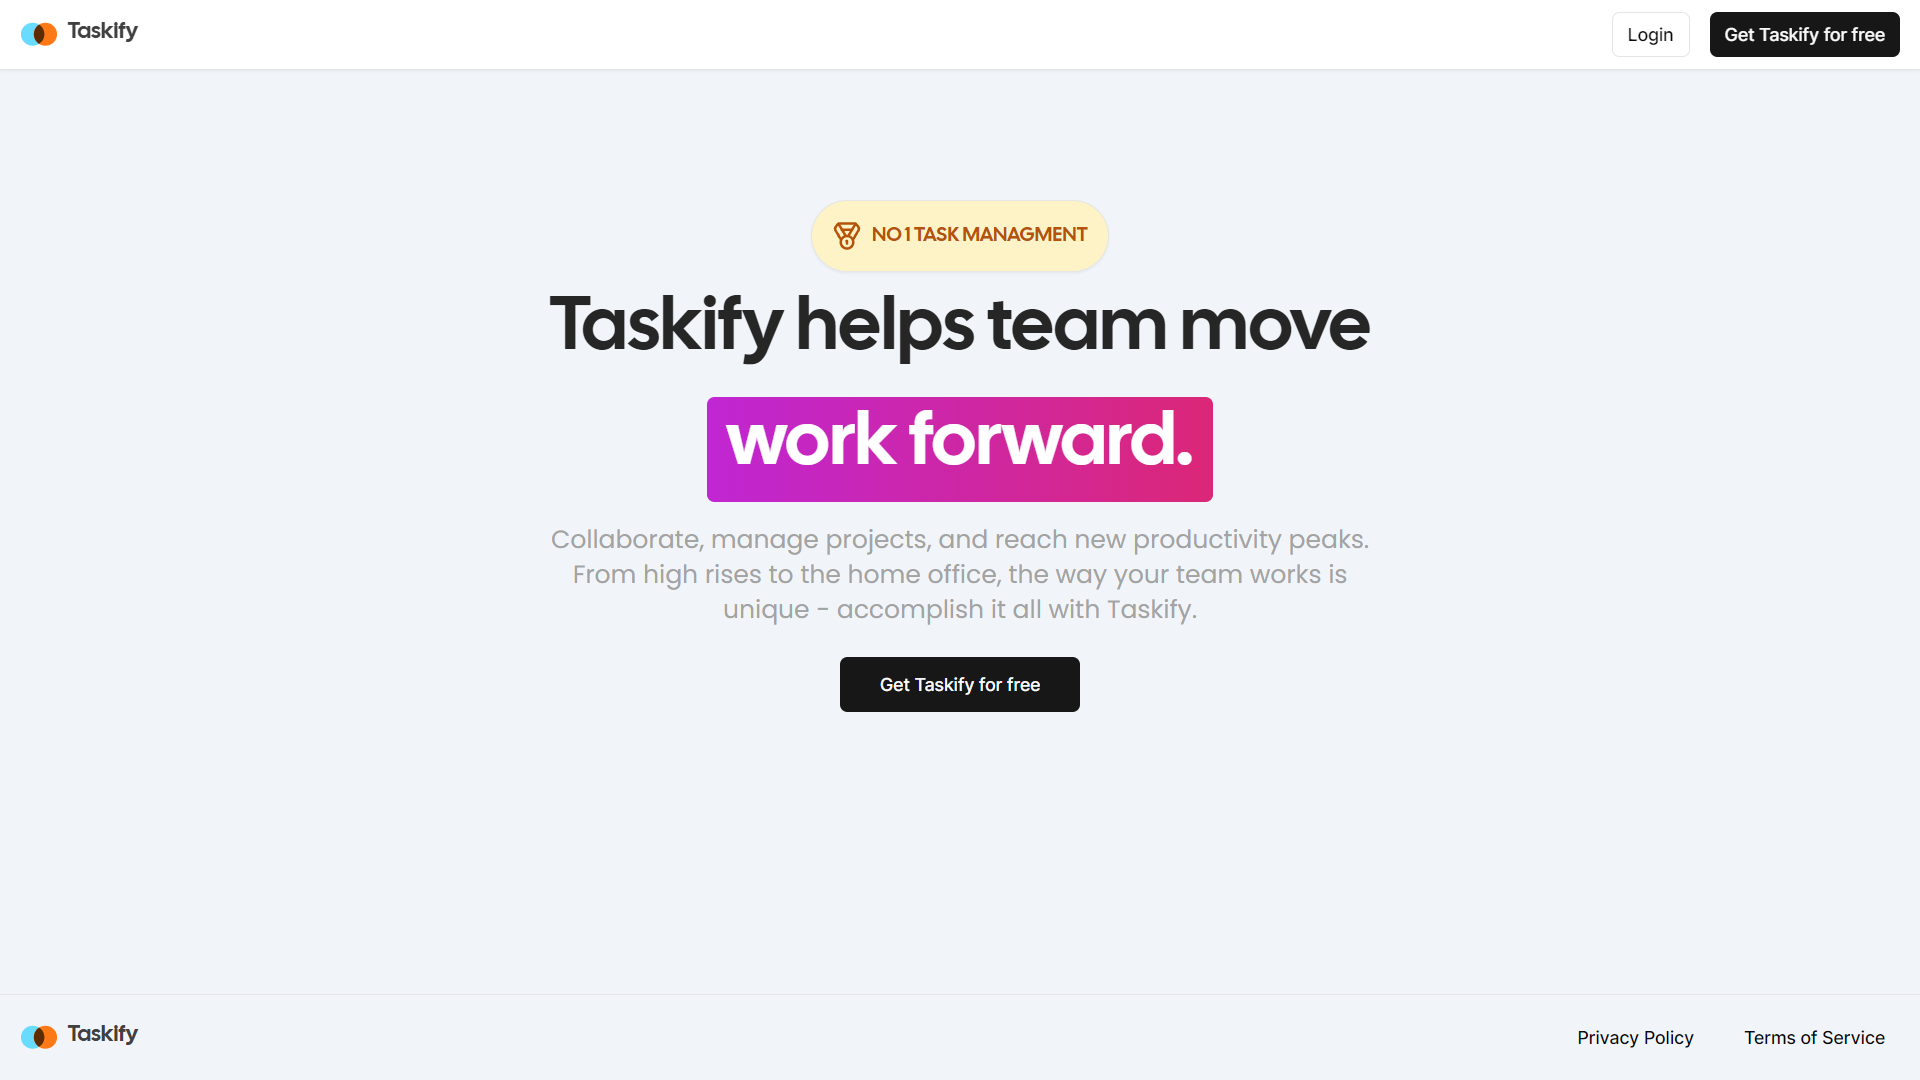 Taskify
Login
Get Taskify for free
NO 1 TASK MANAGMENT
Taskify helps team move
work forward.
Collaborate, manage projects, and reach new productivity peaks.
From high rises to the home office, the way your team works is
unique - accomplish it all with Taskify.
Get Taskify for free
Taskify
Privacy Policy
Terms of Service